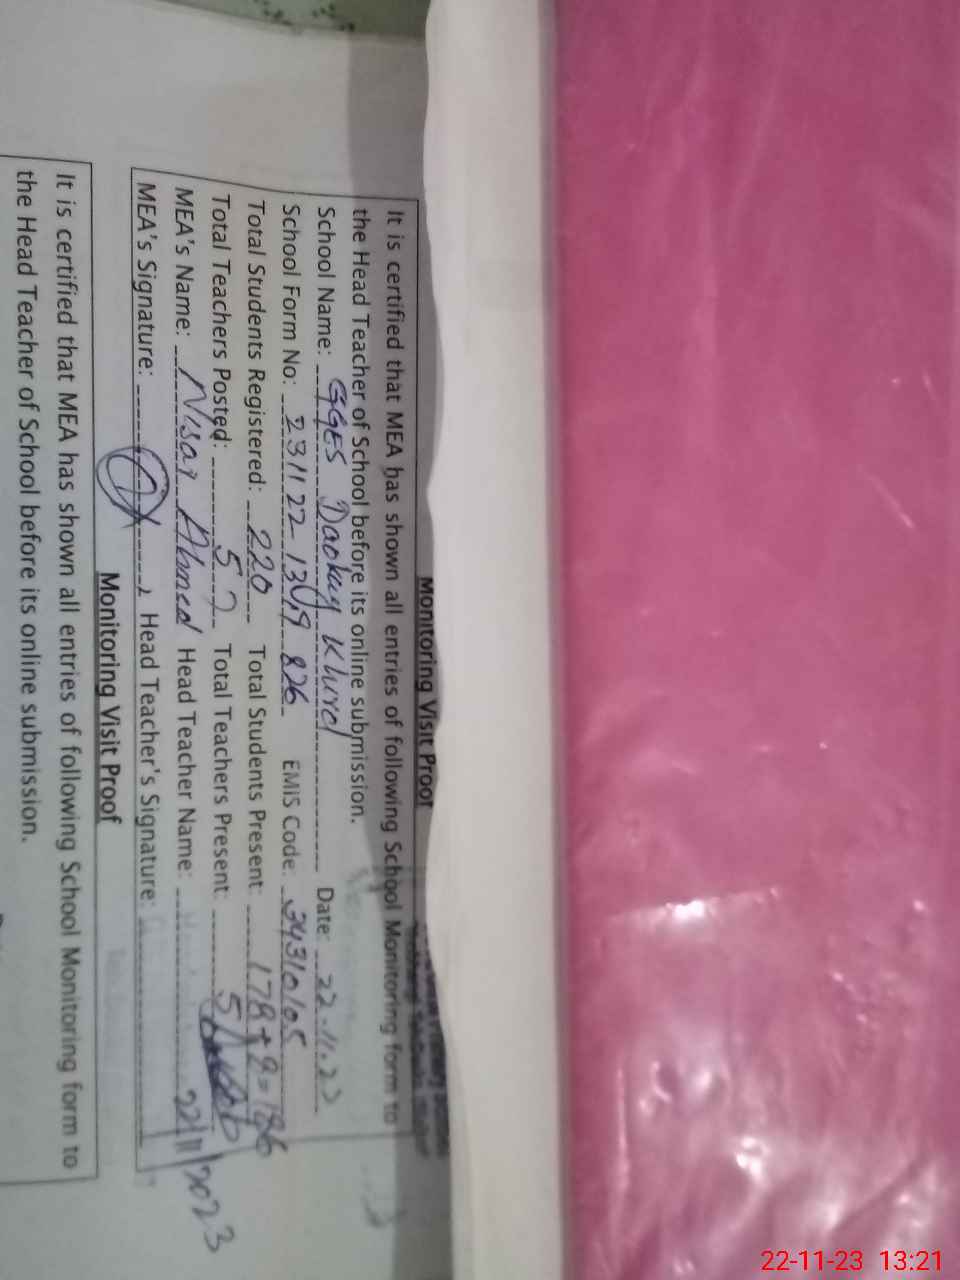 Monitoring Visit Proof
It is certified that MEA has shown all entries of following School Monitoring form to
the Head Teacher of School before its online submission.
School Name: GGES Daokay Khurd Date: 22-11-23
School Form No: 231122-1309 826 EMIS Code: 34310105
Total Students Registered: 220 Total Students Present: 178+8=186
Total Teachers Posted: 5 Total Teachers Present: 5
MEA's Name: Nisar Ahmed Head Teacher Name:
MEA's Signature: Head Teacher's Signature:
22/11/2023
Monitoring Visit Proof
It is certified that MEA has shown all entries of following School Monitoring form to
the Head Teacher of School before its online submission.
22-11-23 13:21